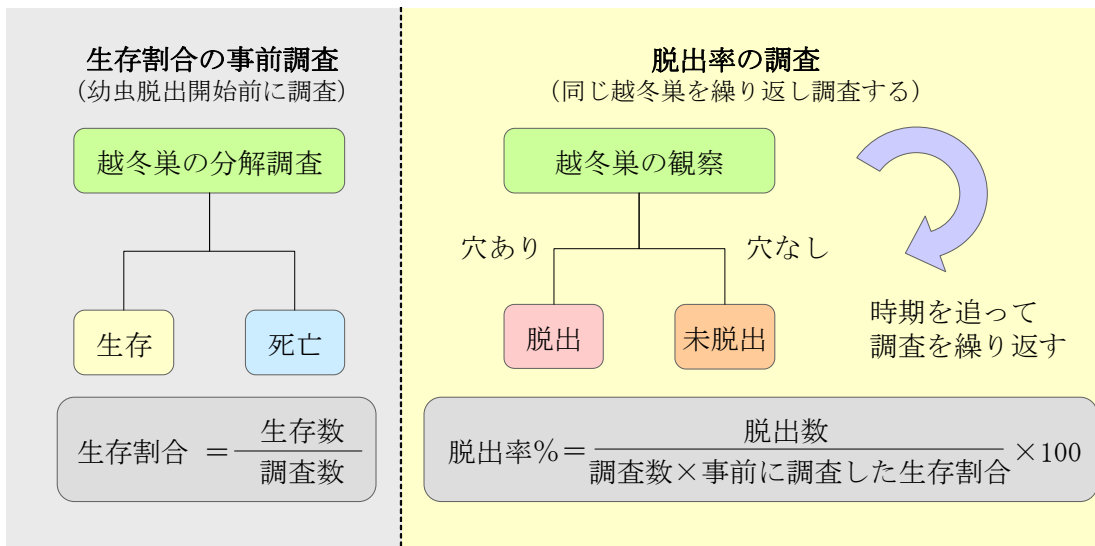 生存割合の事前調査
（幼虫脱出開始前に調査）
越冬巣の分解調査
生存
死亡
生存割合 ＝ 生存数
調査数
脱出率の調査
（同じ越冬巣を繰り返し調査する）
越冬巣の観察
穴あり
穴なし
脱出
未脱出
時期を追って
調査を繰り返す
脱出率%＝ 脱出数
調査数×事前に調査した生存割合 ×100